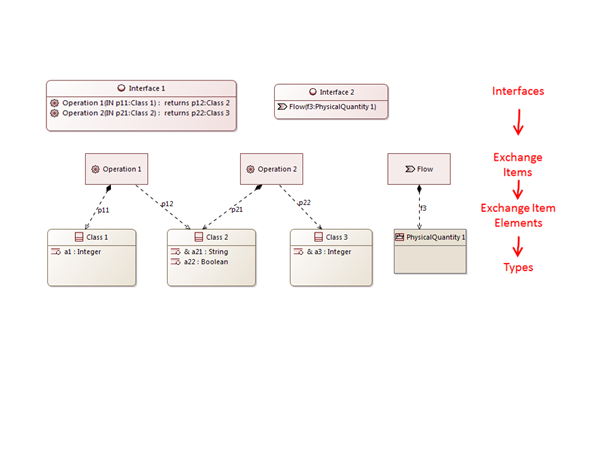 Interface 1
Operation 1(IN p11:Class 1) : returns p12:Class 2
Operation 2(IN p21:Class 2) : returns p22:Class 3
Interface 2
Flow(f3:PhysicalQuantity 1)
Interfaces
Operation 1
Operation 2
Flow
Exchange
Items
p11
p12
p21
p22
f3
Exchange Item
Elements
Class 1
a1 : Integer
Class 2
& a21 : String
a22 : Boolean
Class 3
& a3 : Integer
PhysicalQuantity 1
Types